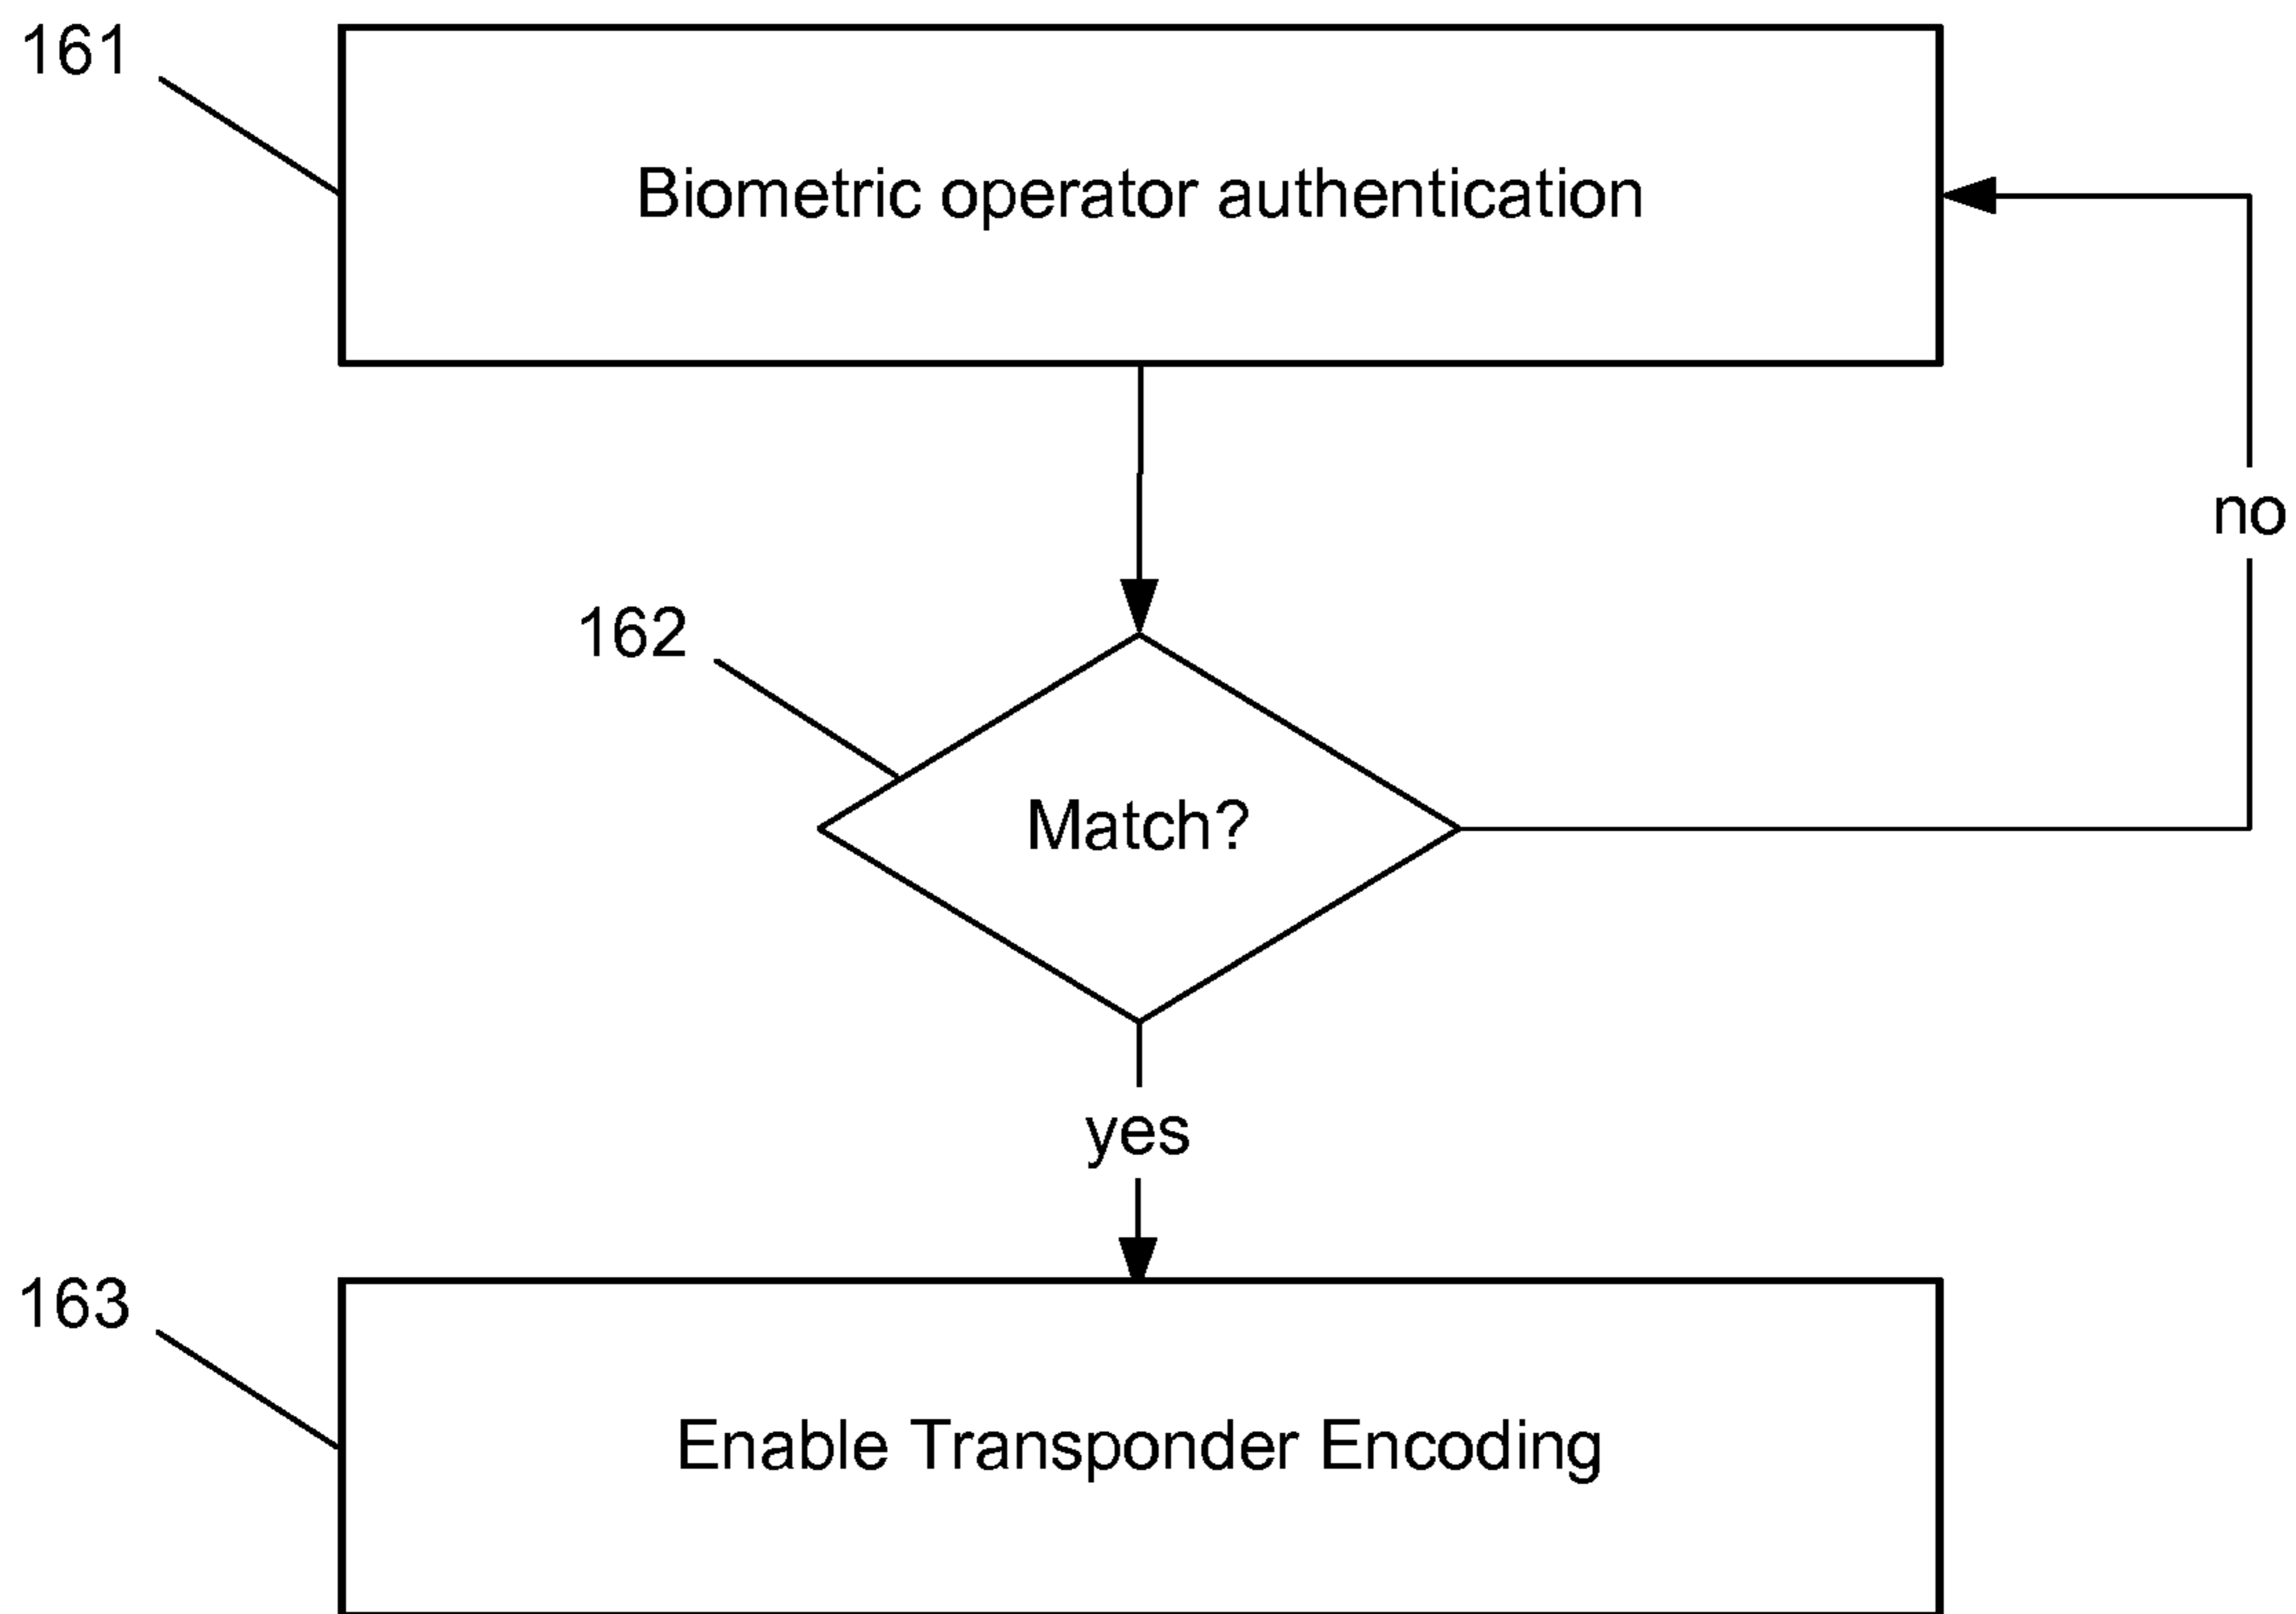 161
Biometric operator authentication
no
162
Match?
yes
163
Enable Transponder Encoding